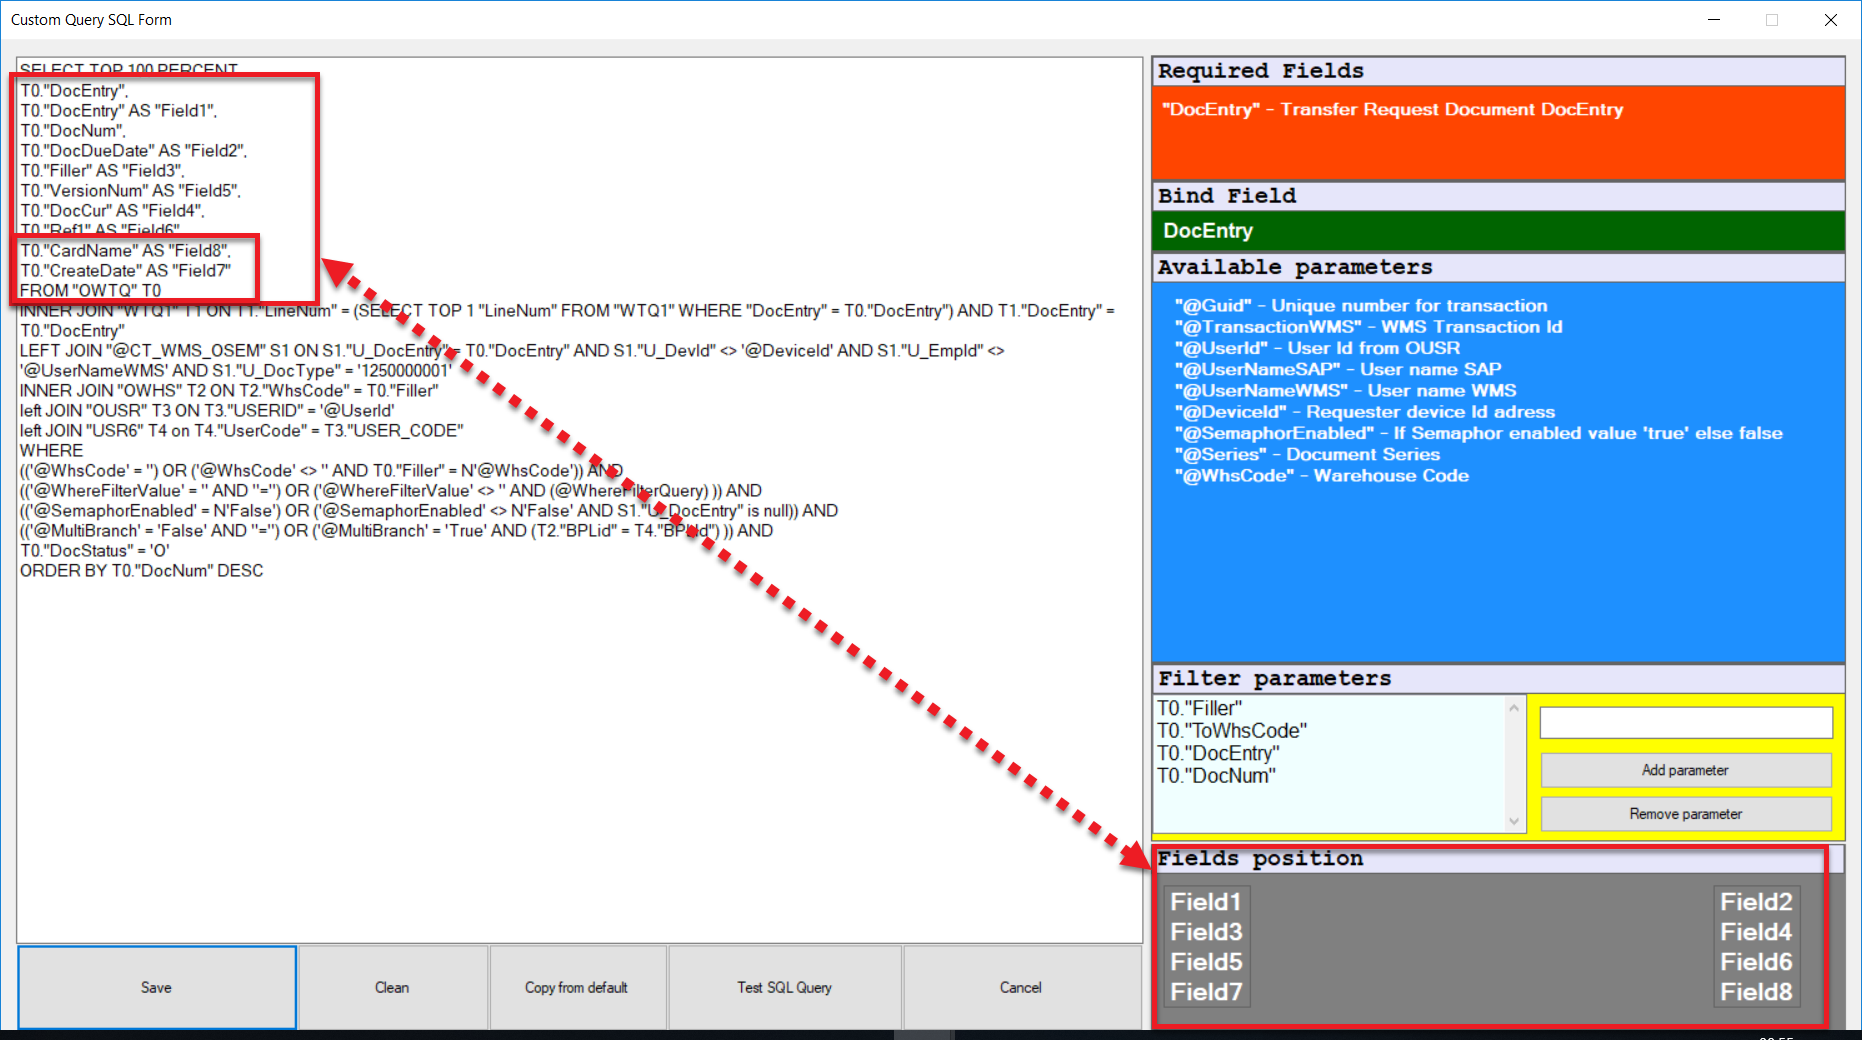 Custom Query SQL Form
SELECT TOP 100 PERCENT
T0."DocEntry",
T0."DocEntry" AS "Field1",
T0."DocNum",
T0."DocDueDate" AS "Field2",
T0."Filler" AS "Field3",
T0."VersionNum" AS "Field5",
T0."DocCur" AS "Field4",
T0."Ref1" AS "Field6"
T0."CardName" AS "Field8",
T0."CreateDate" AS "Field7"
FROM "OWTQ" T0
INNER JOIN "WTQ1" T1 ON T1."LineNum" = (SELECT TOP 1 "LineNum" FROM "WTQ1" WHERE "DocEntry" = T0."DocEntry") AND T1."DocEntry" =
T0."DocEntry"
LEFT JOIN "@CT_WMS_OSEM" S1 ON S1."U_DocEntry" = T0."DocEntry" AND S1."U_DevId" <> '@DeviceId' AND S1."U_EmpId" <>
'@UserNameWMS' AND S1."U_DocType" = '1250000001'
INNER JOIN "OWHS" T2 ON T2."WhsCode" = T0."Filler"
left JOIN "OUSR" T3 ON T3."USERID" = '@UserId'
left JOIN "USR6" T4 on T4."UserCode" = T3."USER_CODE"
WHERE
(('@WhsCode' = '') OR ('@WhsCode' <> '' AND T0."Filler" = N'@WhsCode')) AND
(('@WhereFilterValue' = '' AND ''='') OR ('@WhereFilterValue' <> '' AND (@WhereFilterQuery) )) AND
(('@SemaphorEnabled' = N'False') OR ('@SemaphorEnabled' <> N'False' AND S1."U_DocEntry" is null)) AND
(('@MultiBranch' = 'False' AND ''='') OR ('@MultiBranch' = 'True' AND (T2."BPLid" = T4."BPLId") )) AND
T0."DocStatus" = 'O'
ORDER BY T0."DocNum" DESC
Save
Clean
Copy from default
Test SQL Query
Cancel
Required Fields
"DocEntry" - Transfer Request Document DocEntry
Bind Field
DocEntry
Available parameters
"@Guid" - Unique number for transaction
"@TransactionWMS" - WMS Transaction Id
"@UserId" - User Id from OUSR
"@UserNameSAP" - User name SAP
"@UserNameWMS" - User name WMS
"@DeviceId" - Requester device Id adress
"@SemaphorEnabled" - If Semaphor enabled value 'true' else false
"@Series" - Document Series
"@WhsCode" - Warehouse Code
Filter parameters
T0."Filler"
T0."ToWhsCode"
T0."DocEntry"
T0."DocNum"
Add parameter
Remove parameter
Fields position
Field1 Field2
Field3 Field4
Field5 Field6
Field7 Field8